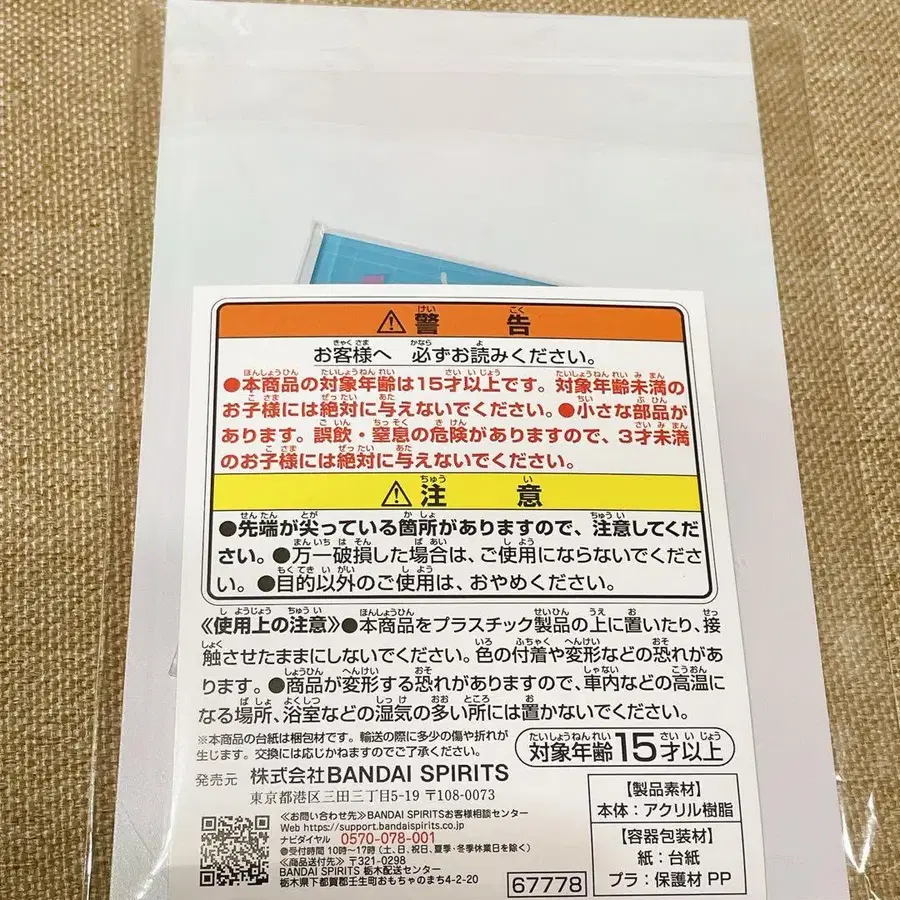 ⚠警告
お客様へ 必ずお読みください。
●本商品の対象年齢は15才以上です。対象年齢未満の
お子様には絶対に与えないでください。●小さな部品が
あります。誤飲・窒息の危険がありますので、3才未満
のお子様には絶対に与えないでください。
⚠注意
●先端が尖っている箇所がありますので、注意してくだ
さい。●万一破損した場合は、ご使用にならないでくださ
い。●目的以外のご使用は、おやめください。
《使用上の注意》●本商品をプラスチック製品の上に置いたり、接
触させたままにしないでください。色の付着や変形などの恐れがあ
ります。●商品が変形する恐れがありますので、車内などの高温に
なる場所、浴室などの湿気の多い所には置かないでください。
※本商品の台紙は梱包材です。輸送の際に多少の傷や折れが
生じます。交換には応じかねますのでご了承ください。
対象年齢15才以上
発売元 株式会社BANDAI SPIRITS
東京都港区三田三丁目5-19 〒108-0073
≪お問い合わせ先≫BANDAI SPIRITSお客様相談センター
Web https://support.bandaispirits.co.jp
ナビダイヤル 0570-078-001
●受付時間 10時〜17時(土、日、祝日、夏季・冬季休業日を除く)
≪商品送付先≫〒321-0298
BANDAI SPIRITS 栃木配送センター
栃木県下都賀郡壬生町おもちゃのまち4-2-20
67778
【製品素材】
本体：アクリル樹脂
【容器包装材】
紙：台紙
プラ：保護材 PP